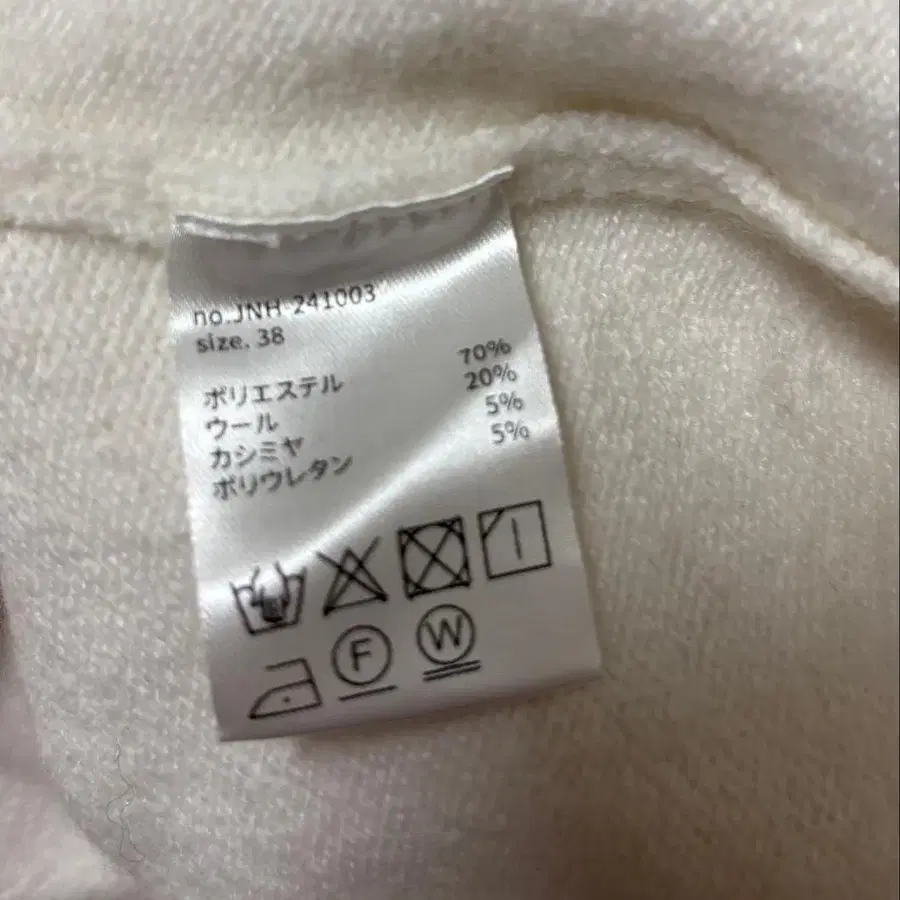 no.JNH-241003
size. 38
ポリエステル 70%
ウール 20%
カシミヤ 5%
ポリウレタン 5%
F W